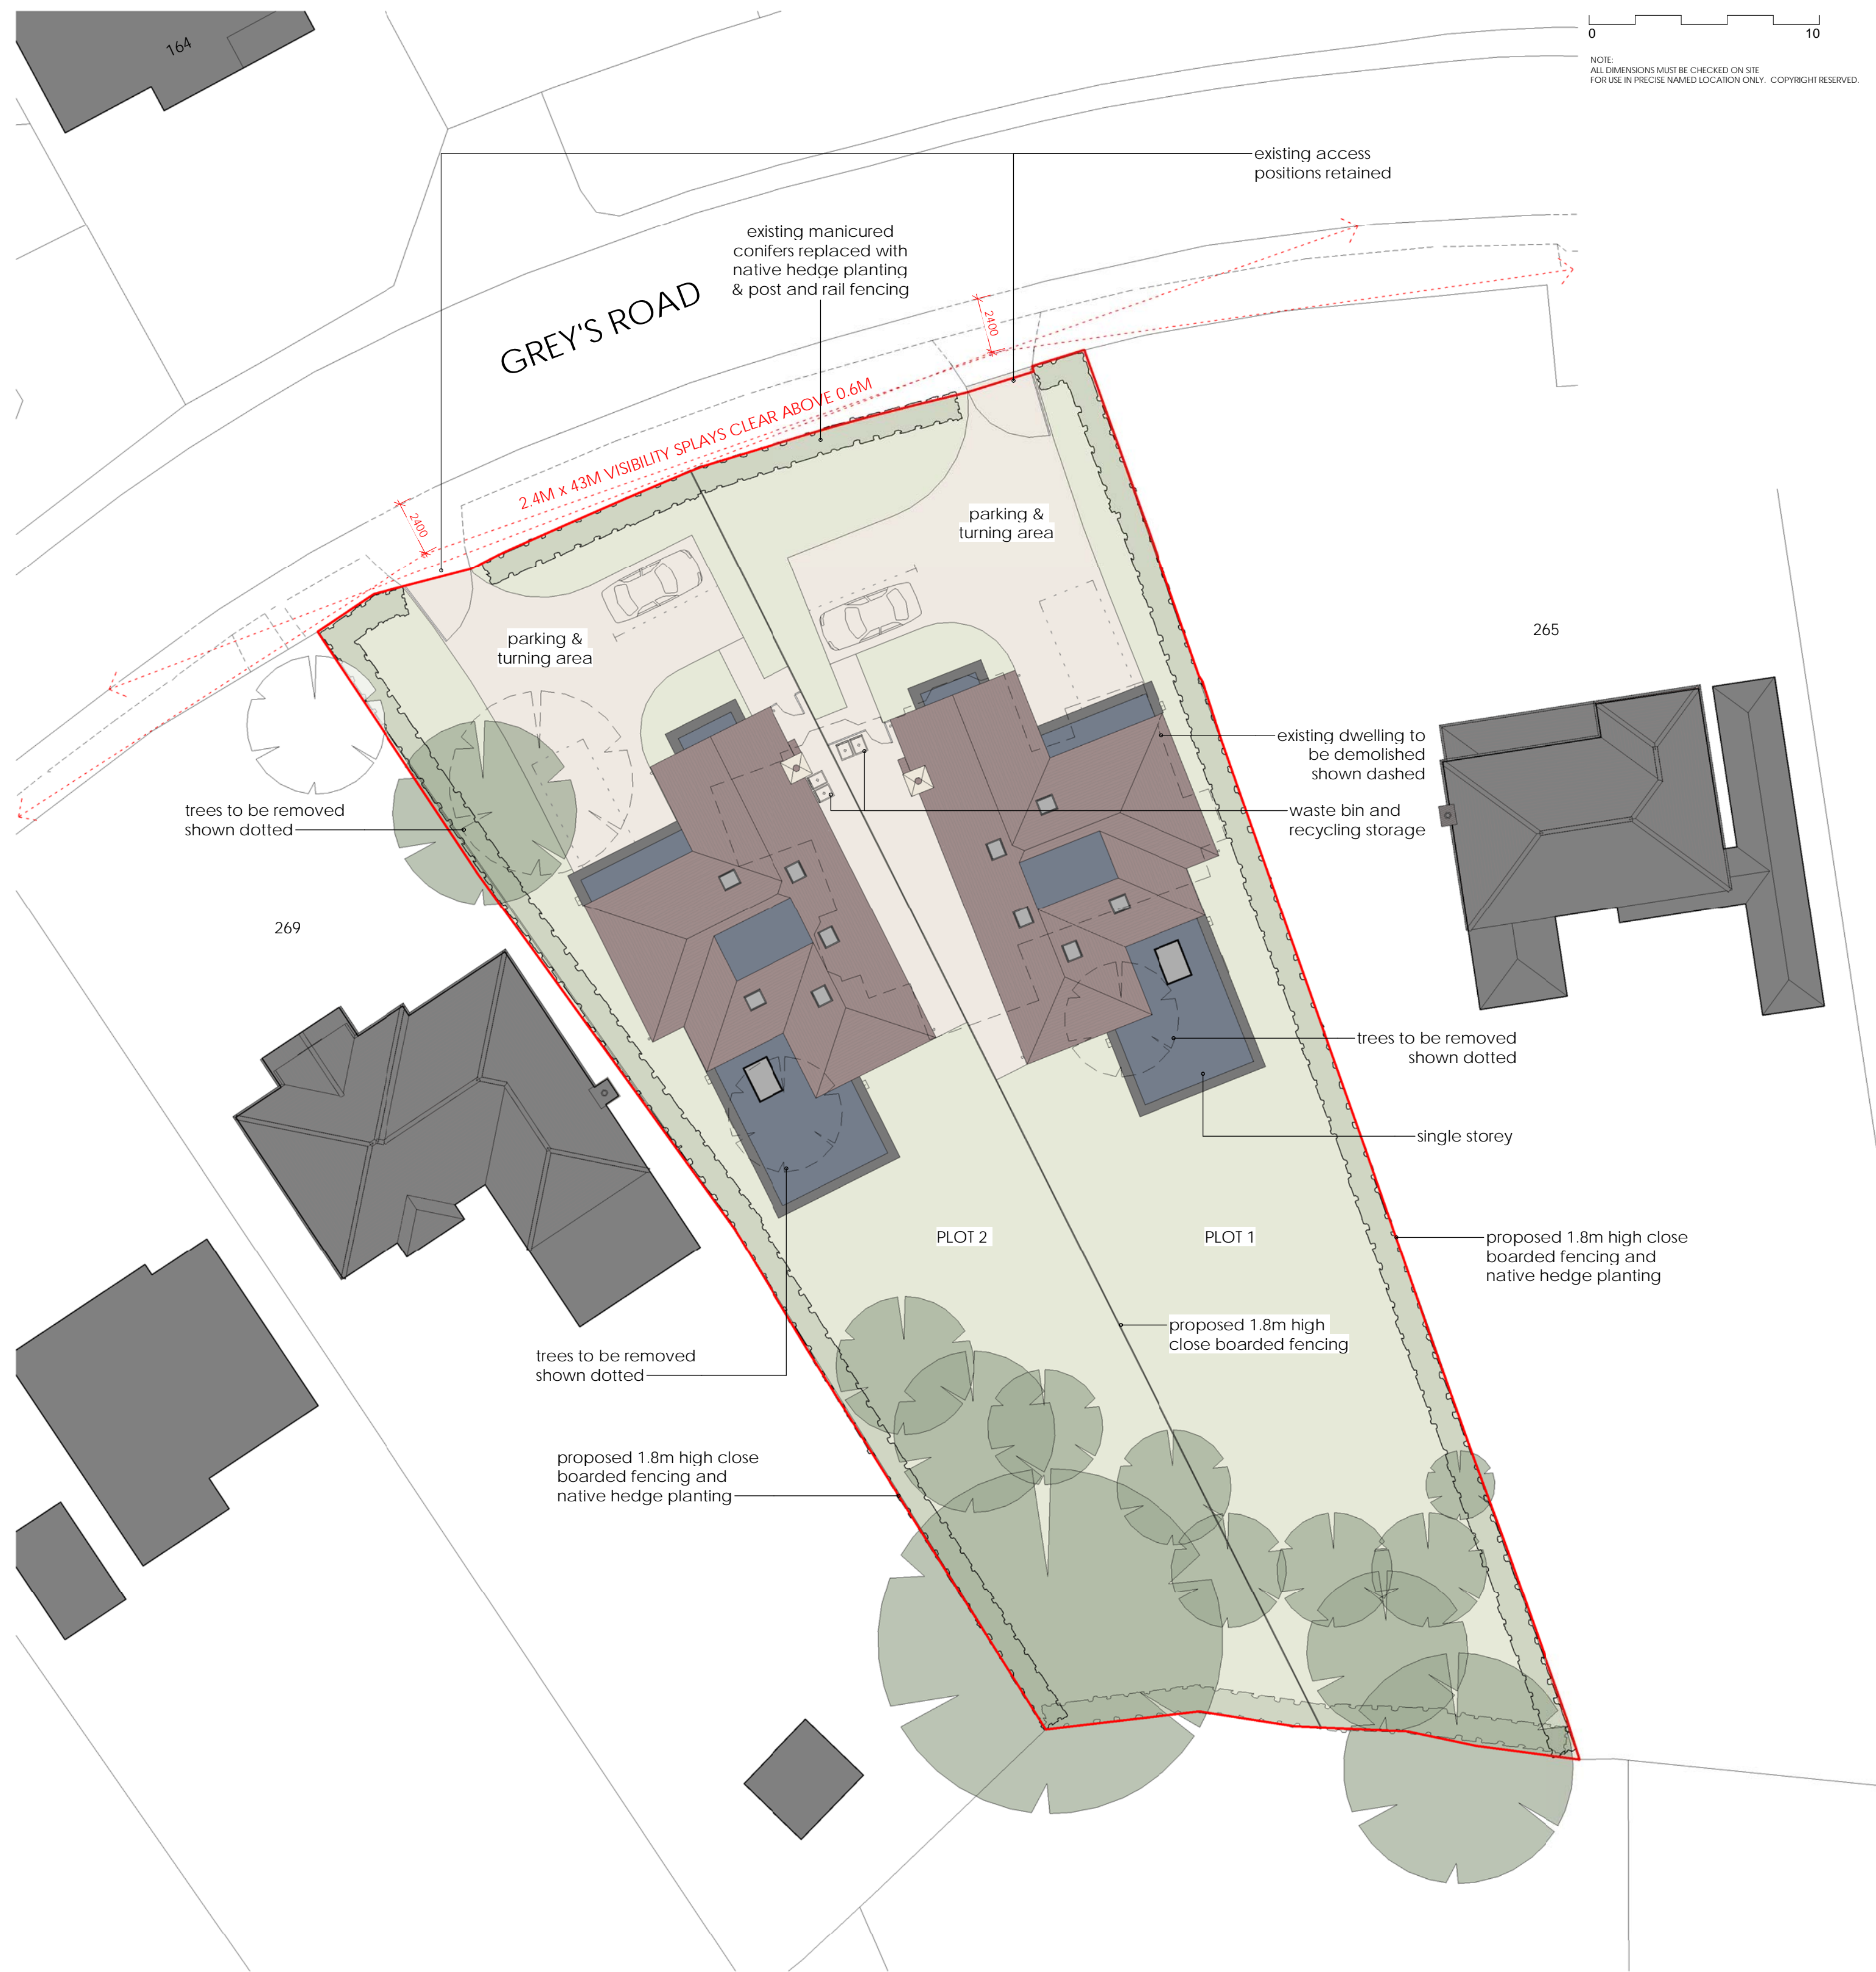 164
0 10
NOTE:
ALL DIMENSIONS MUST BE CHECKED ON SITE
FOR USE IN PRECISE NAMED LOCATION ONLY. COPYRIGHT RESERVED.
existing access
positions retained
existing manicured
conifers replaced with
native hedge planting
& post and rail fencing
GREY'S ROAD
2400
2.4M x 43M VISIBILITY SPLAYS CLEAR ABOVE 0.6M
2400
parking &
turning area
parking &
turning area
265
existing dwelling to
be demolished
shown dashed
trees to be removed
shown dotted
waste bin and
recycling storage
269
trees to be removed
shown dotted
single storey
PLOT 2
PLOT 1
proposed 1.8m high close
boarded fencing and
native hedge planting
proposed 1.8m high
close boarded fencing
trees to be removed
shown dotted
proposed 1.8m high close
boarded fencing and
native hedge planting